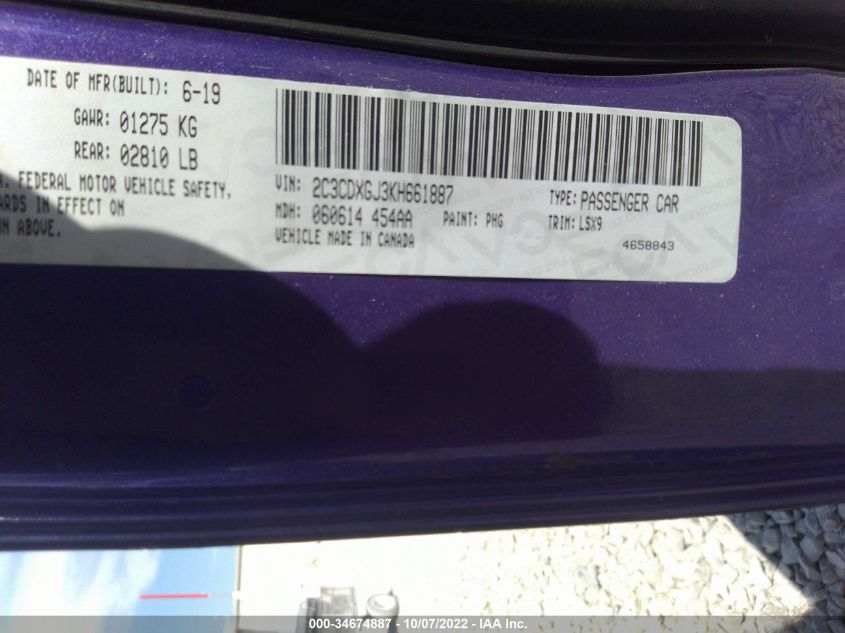 DATE OF MFR(BUILT): 6-19
GAWR: 01275 KG
REAR: 02810 LB
FEDERAL MOTOR VEHICLE SAFETY,
ARDS IN EFFECT ON
N ABOVE.
VIN: 2C3CDXGJ3KH661887 TYPE: PASSENGER CAR
MDH: 060614 454AA PAINT: PHG TRIM: LSX9
VEHICLE MADE IN CANADA 4658843
000-34674887 - 10/07/2022 - IAA Inc.